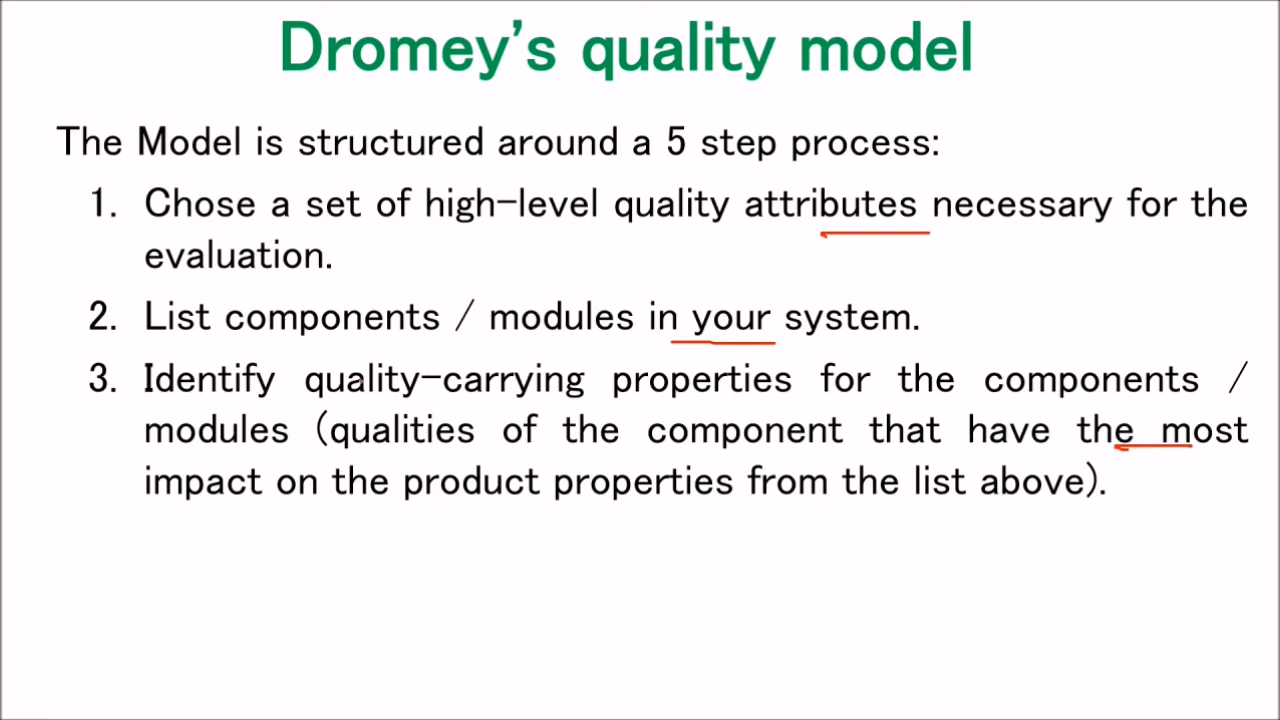 Dromey's quality model
The Model is structured around a 5 step process:
1. Chose a set of high-level quality attributes necessary for the
evaluation.
2. List components / modules in your system.
3. Identify quality-carrying properties for the components /
modules (qualities of the component that have the most
impact on the product properties from the list above).